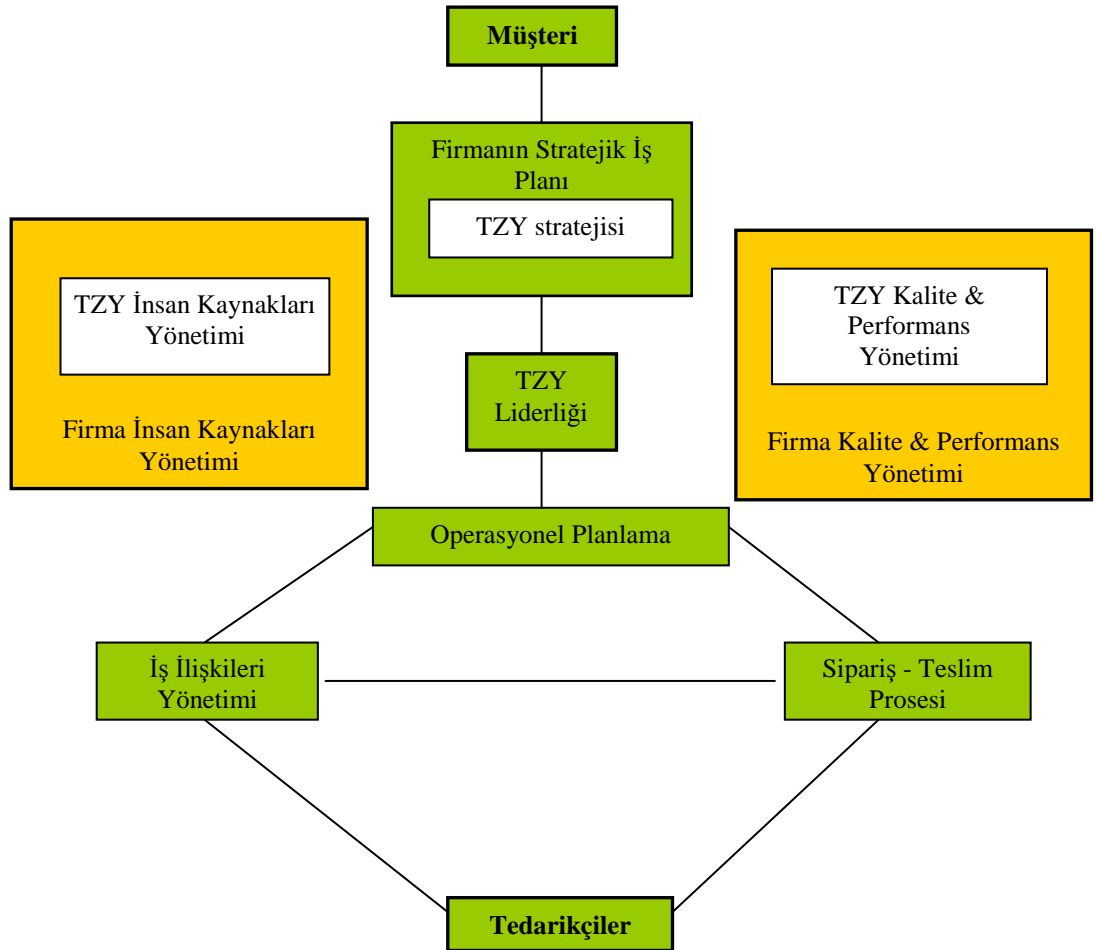 Müşteri
Firmanın Stratejik İş
Planı
TZY stratejisi
TZY İnsan Kaynakları
Yönetimi
Firma İnsan Kaynakları
Yönetimi
TZY Kalite &
Performans
Yönetimi
Firma Kalite & Performans
Yönetimi
TZY
Liderliği
Operasyonel Planlama
İş İlişkileri
Yönetimi
Sipariş - Teslim
Prosesi
Tedarikçiler